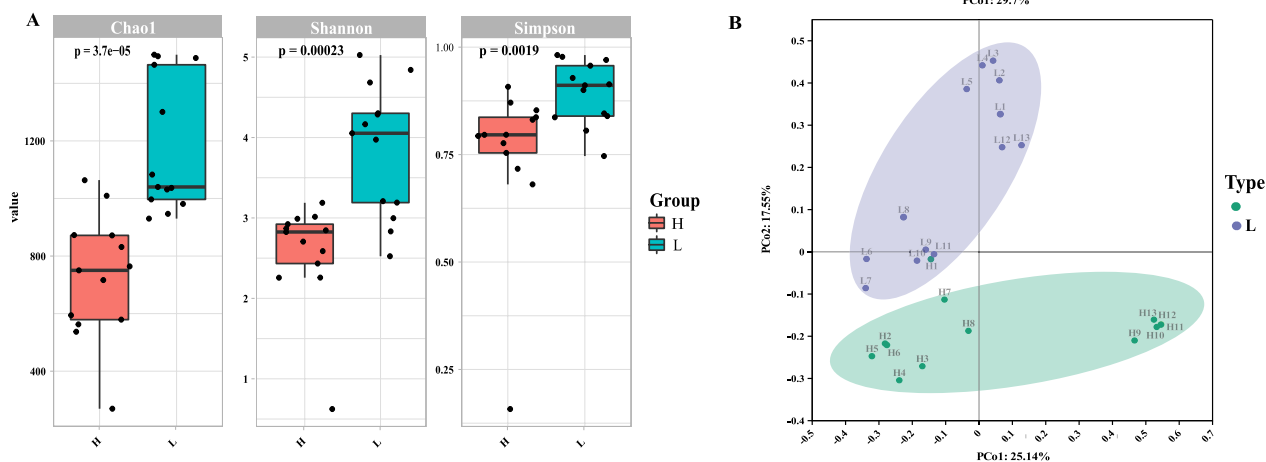 PCo1: 29.7%
A
Chao1
Shannon
Simpson
B
p = 3.7e−05
p = 0.00023
p = 0.0019
value
1200
800
400
H
L
5
4
3
2
1
H
L
1.00
0.75
0.50
0.25
H
L
Group
H
L
PCo2: 17.55%
0.5
0.4
0.3
0.2
0.1
0
-0.1
-0.2
-0.3
-0.4
L4
L3
L2
L5
L1
L12
L13
L8
L9
L11
L6
L10
H1
L7
H7
H8
H2
H5
H6
H3
H4
H13
H12
H11
H9
H10
-0.5
-0.4
-0.3
-0.2
-0.1
0
0.1
0.2
0.3
0.4
0.5
0.6
0.7
PCo1: 25.14%
Type
L